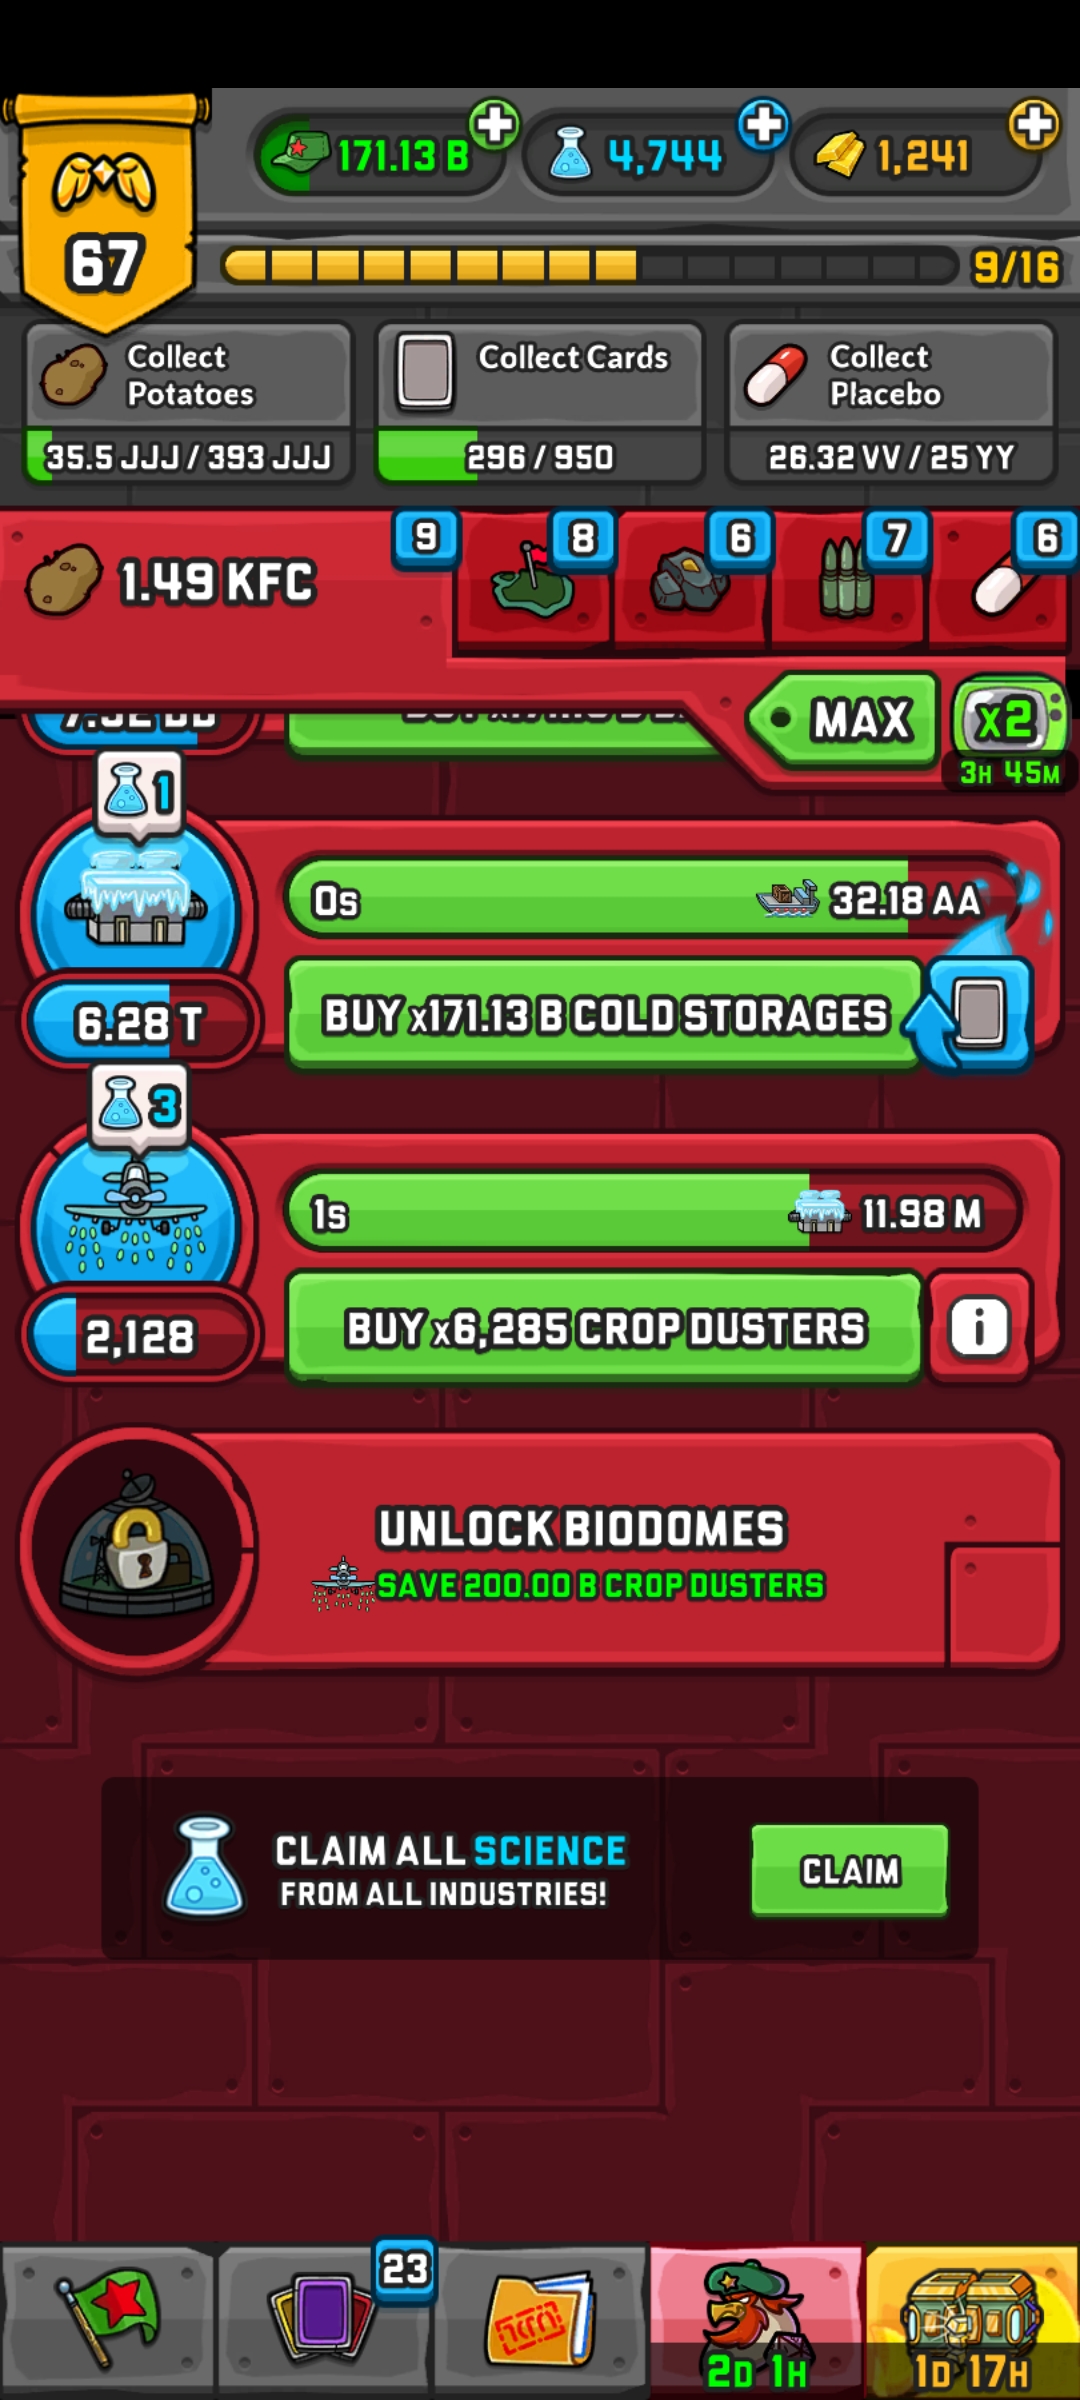 171.13 B
4,744
1,241
67
9/16
Collect
Potatoes
35.5 JJJ / 393 JJJ
Collect Cards
296 / 950
Collect
Placebo
26.32 VV / 25 YY
1.49 KFC
9
8
6
7
6
MAX
x2
3H 45M
1
0s
32.18 AA
6.28 T
BUY x171.13 B COLD STORAGES
3
1s
11.98 M
2,128
BUY x6,285 CROP DUSTERS
i
UNLOCK BIODOMES
SAVE 200.00 B CROP DUSTERS
CLAIM ALL SCIENCE
FROM ALL INDUSTRIES!
CLAIM
23
2D 1H
1D 17H